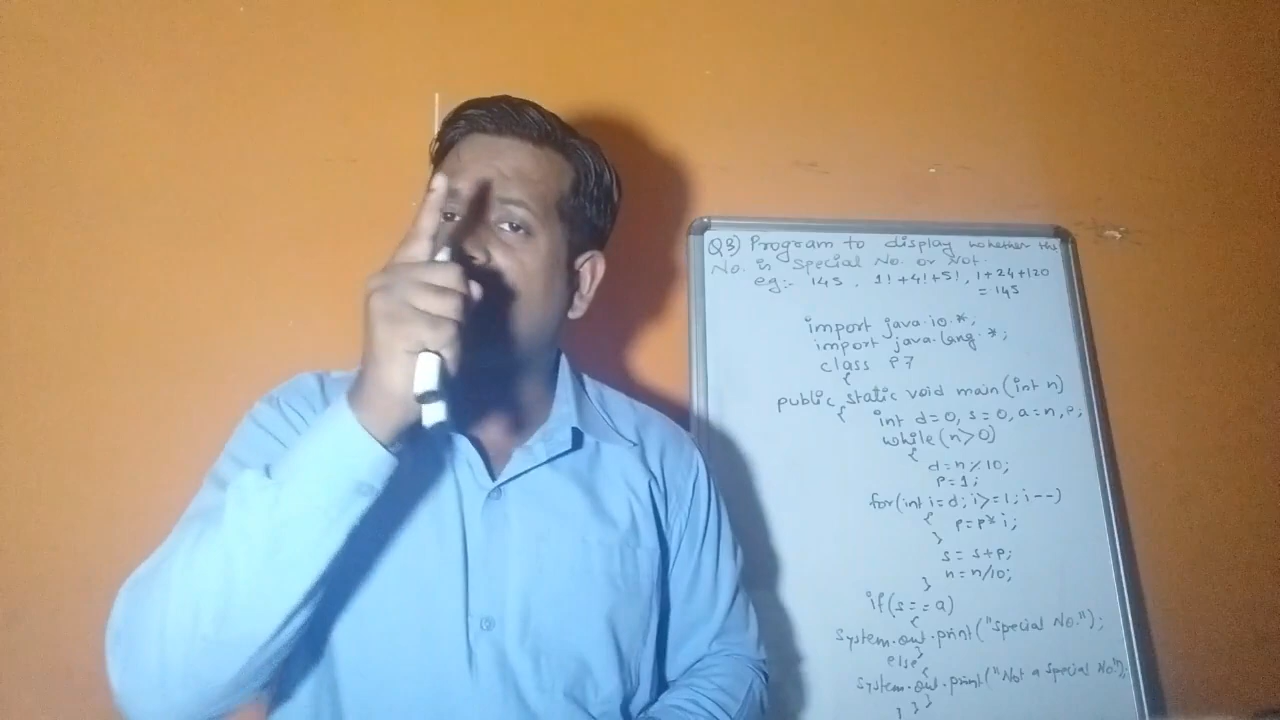 Q3) Program to display whether the
No. is Special No. or Not.
eg:- 145, 1!+4!+5!, 1+24+120
= 145
import java.io.*;
import java.lang.*;
class P7
{
public static void main(int n)
{
int d=0, s=0, a=n, p;
while(n>0)
{
d=n%10;
P=1;
for(int i=d; i>=1; i--)
{ p=p*i;
}
s=s+p;
n=n/10;
}
if(s==a)
{
System.out.print("Special No.");
}
else {
System.out.print("Not a Special No");
} } }